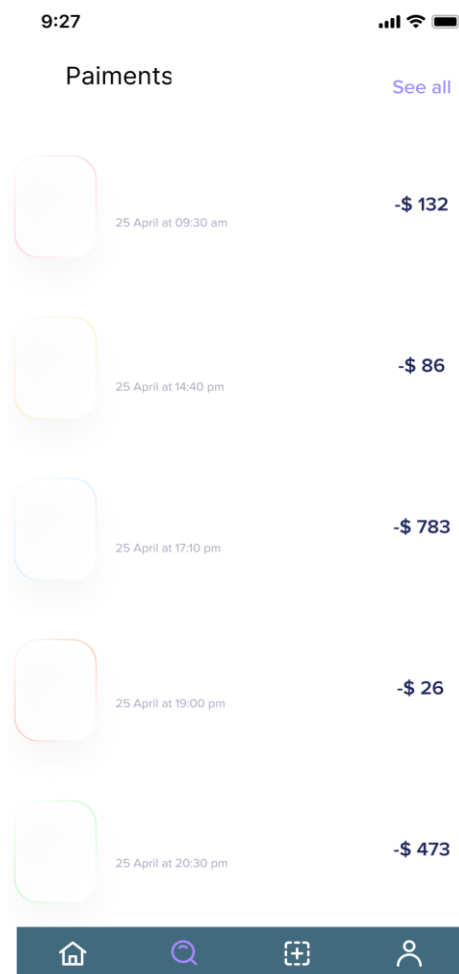 9:27
Paiments
See all
-$ 132
25 April at 09:30 am
-$ 86
25 April at 14:40 pm
-$ 783
25 April at 17:10 pm
-$ 26
25 April at 19:00 pm
-$ 473
25 April at 20:30 pm